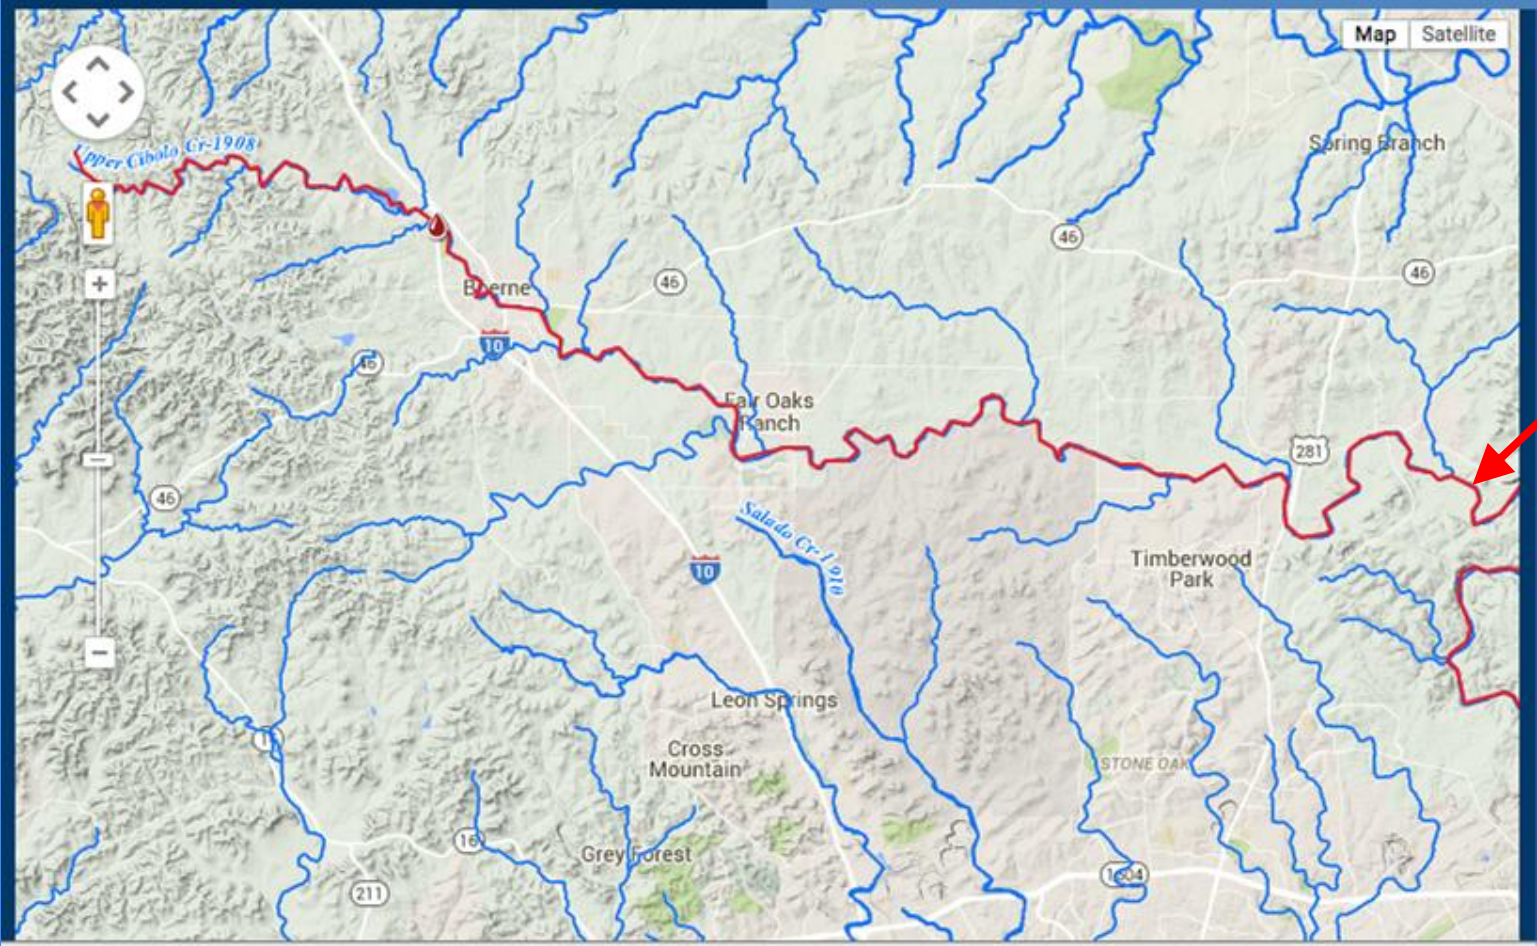 Map
Satellite
Upper Cibolo Cr-1908
Spring Branch
46
46
46
Boerne
10
46
Fair Oaks
Ranch
281
46
Salado Cr-1910
10
Timberwood
Park
Leon Springs
Cross
Mountain
STONE OAK
16
Grey Forest
1604
211